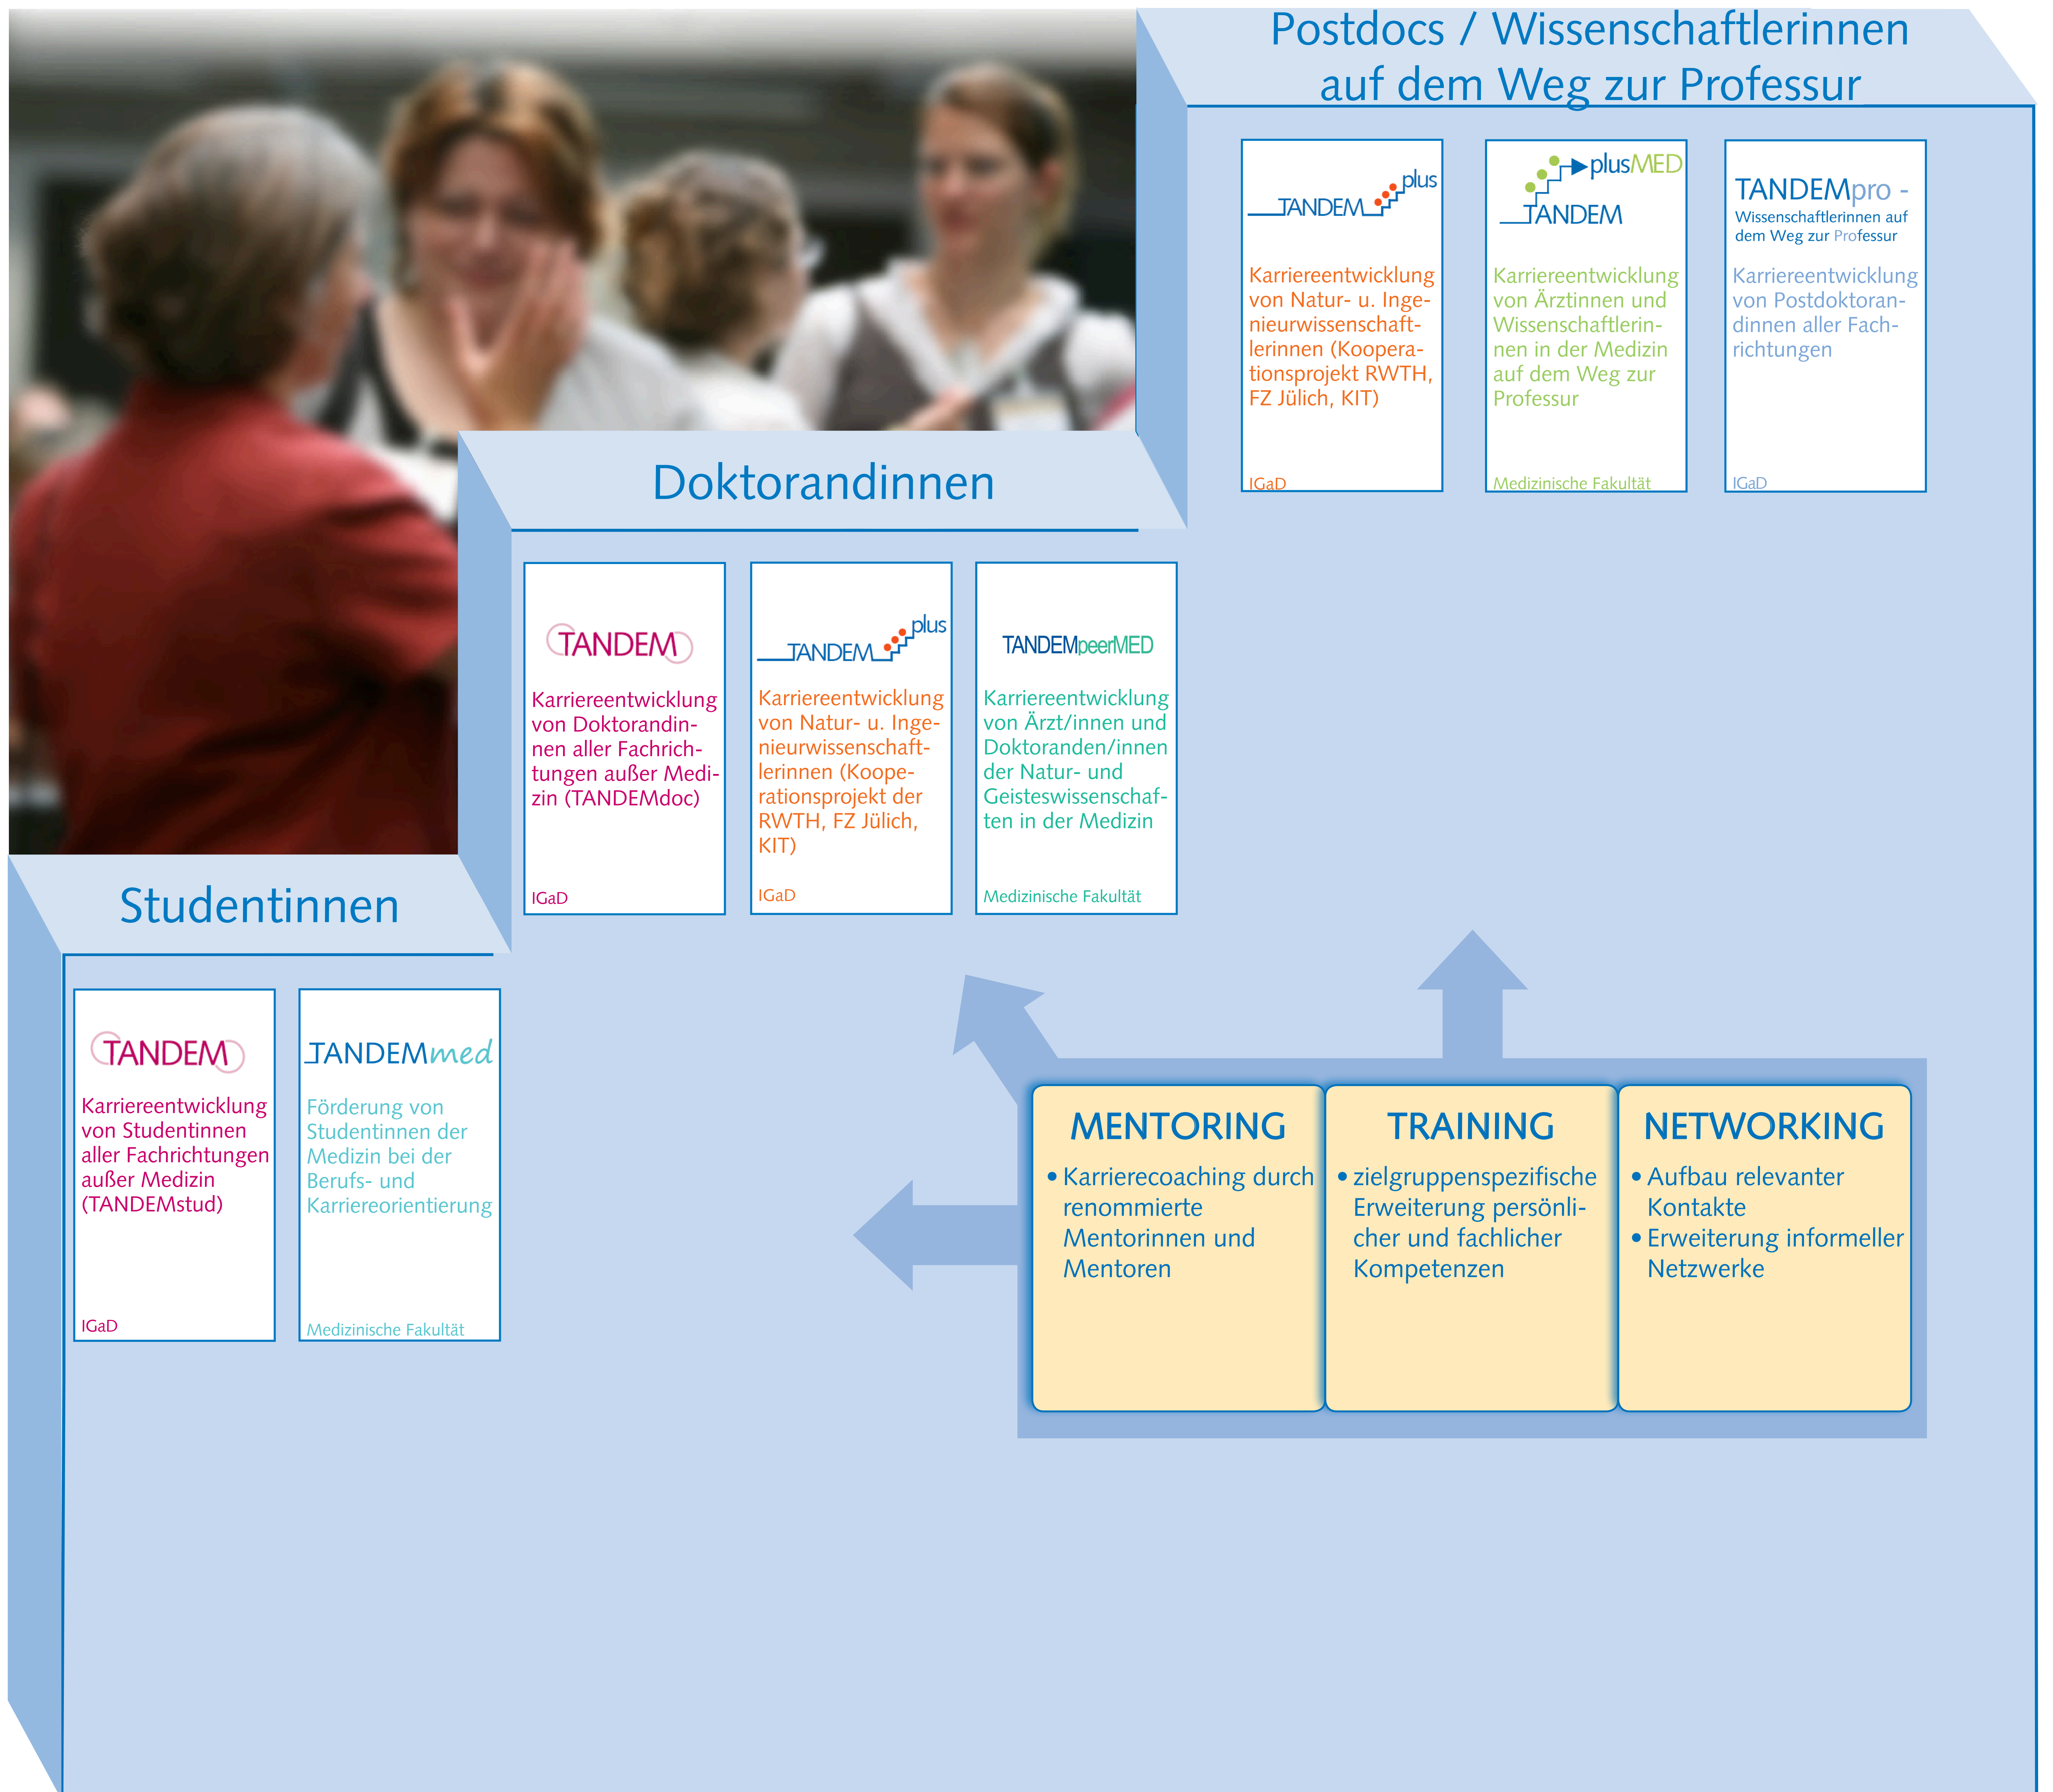 Postdocs / Wissenschaftlerinnen
auf dem Weg zur Professur
TANDEM plus
Karriereentwicklung
von Natur- u. Inge-
nieurwissenschaft-
lerinnen (Koopera-
tionsprojekt RWTH,
FZ Jülich, KIT)
IGaD
plusMED
TANDEM
Karriereentwicklung
von Ärztinnen und
Wissenschaftlerin-
nen in der Medizin
auf dem Weg zur
Professur
Medizinische Fakultät
TANDEMpro -
Wissenschaftlerinnen auf
dem Weg zur Professur
Karriereentwicklung
von Postdoktoran-
dinnen aller Fach-
richtungen
IGaD
Doktorandinnen
TANDEM
Karriereentwicklung
von Doktorandin-
nen aller Fachrich-
tungen außer Medi-
zin (TANDEMdoc)
IGaD
TANDEM plus
Karriereentwicklung
von Natur- u. Inge-
nieurwissenschaft-
lerinnen (Koope-
rationsprojekt der
RWTH, FZ Jülich,
KIT)
IGaD
TANDEMpeerMED
Karriereentwicklung
von Ärzt/innen und
Doktoranden/innen
der Natur- und
Geisteswissenschaf-
ten in der Medizin
Medizinische Fakultät
Studentinnen
TANDEM
Karriereentwicklung
von Studentinnen
aller Fachrichtungen
außer Medizin
(TANDEMstud)
IGaD
TANDEMmed
Förderung von
Studentinnen der
Medizin bei der
Berufs- und
Karriereorientierung
Medizinische Fakultät
MENTORING
• Karrierecoaching durch
renommierte
Mentorinnen und
Mentoren
TRAINING
• zielgruppenspezifische
Erweiterung persönli-
cher und fachlicher
Kompetenzen
NETWORKING
• Aufbau relevanter
Kontakte
• Erweiterung informeller
Netzwerke